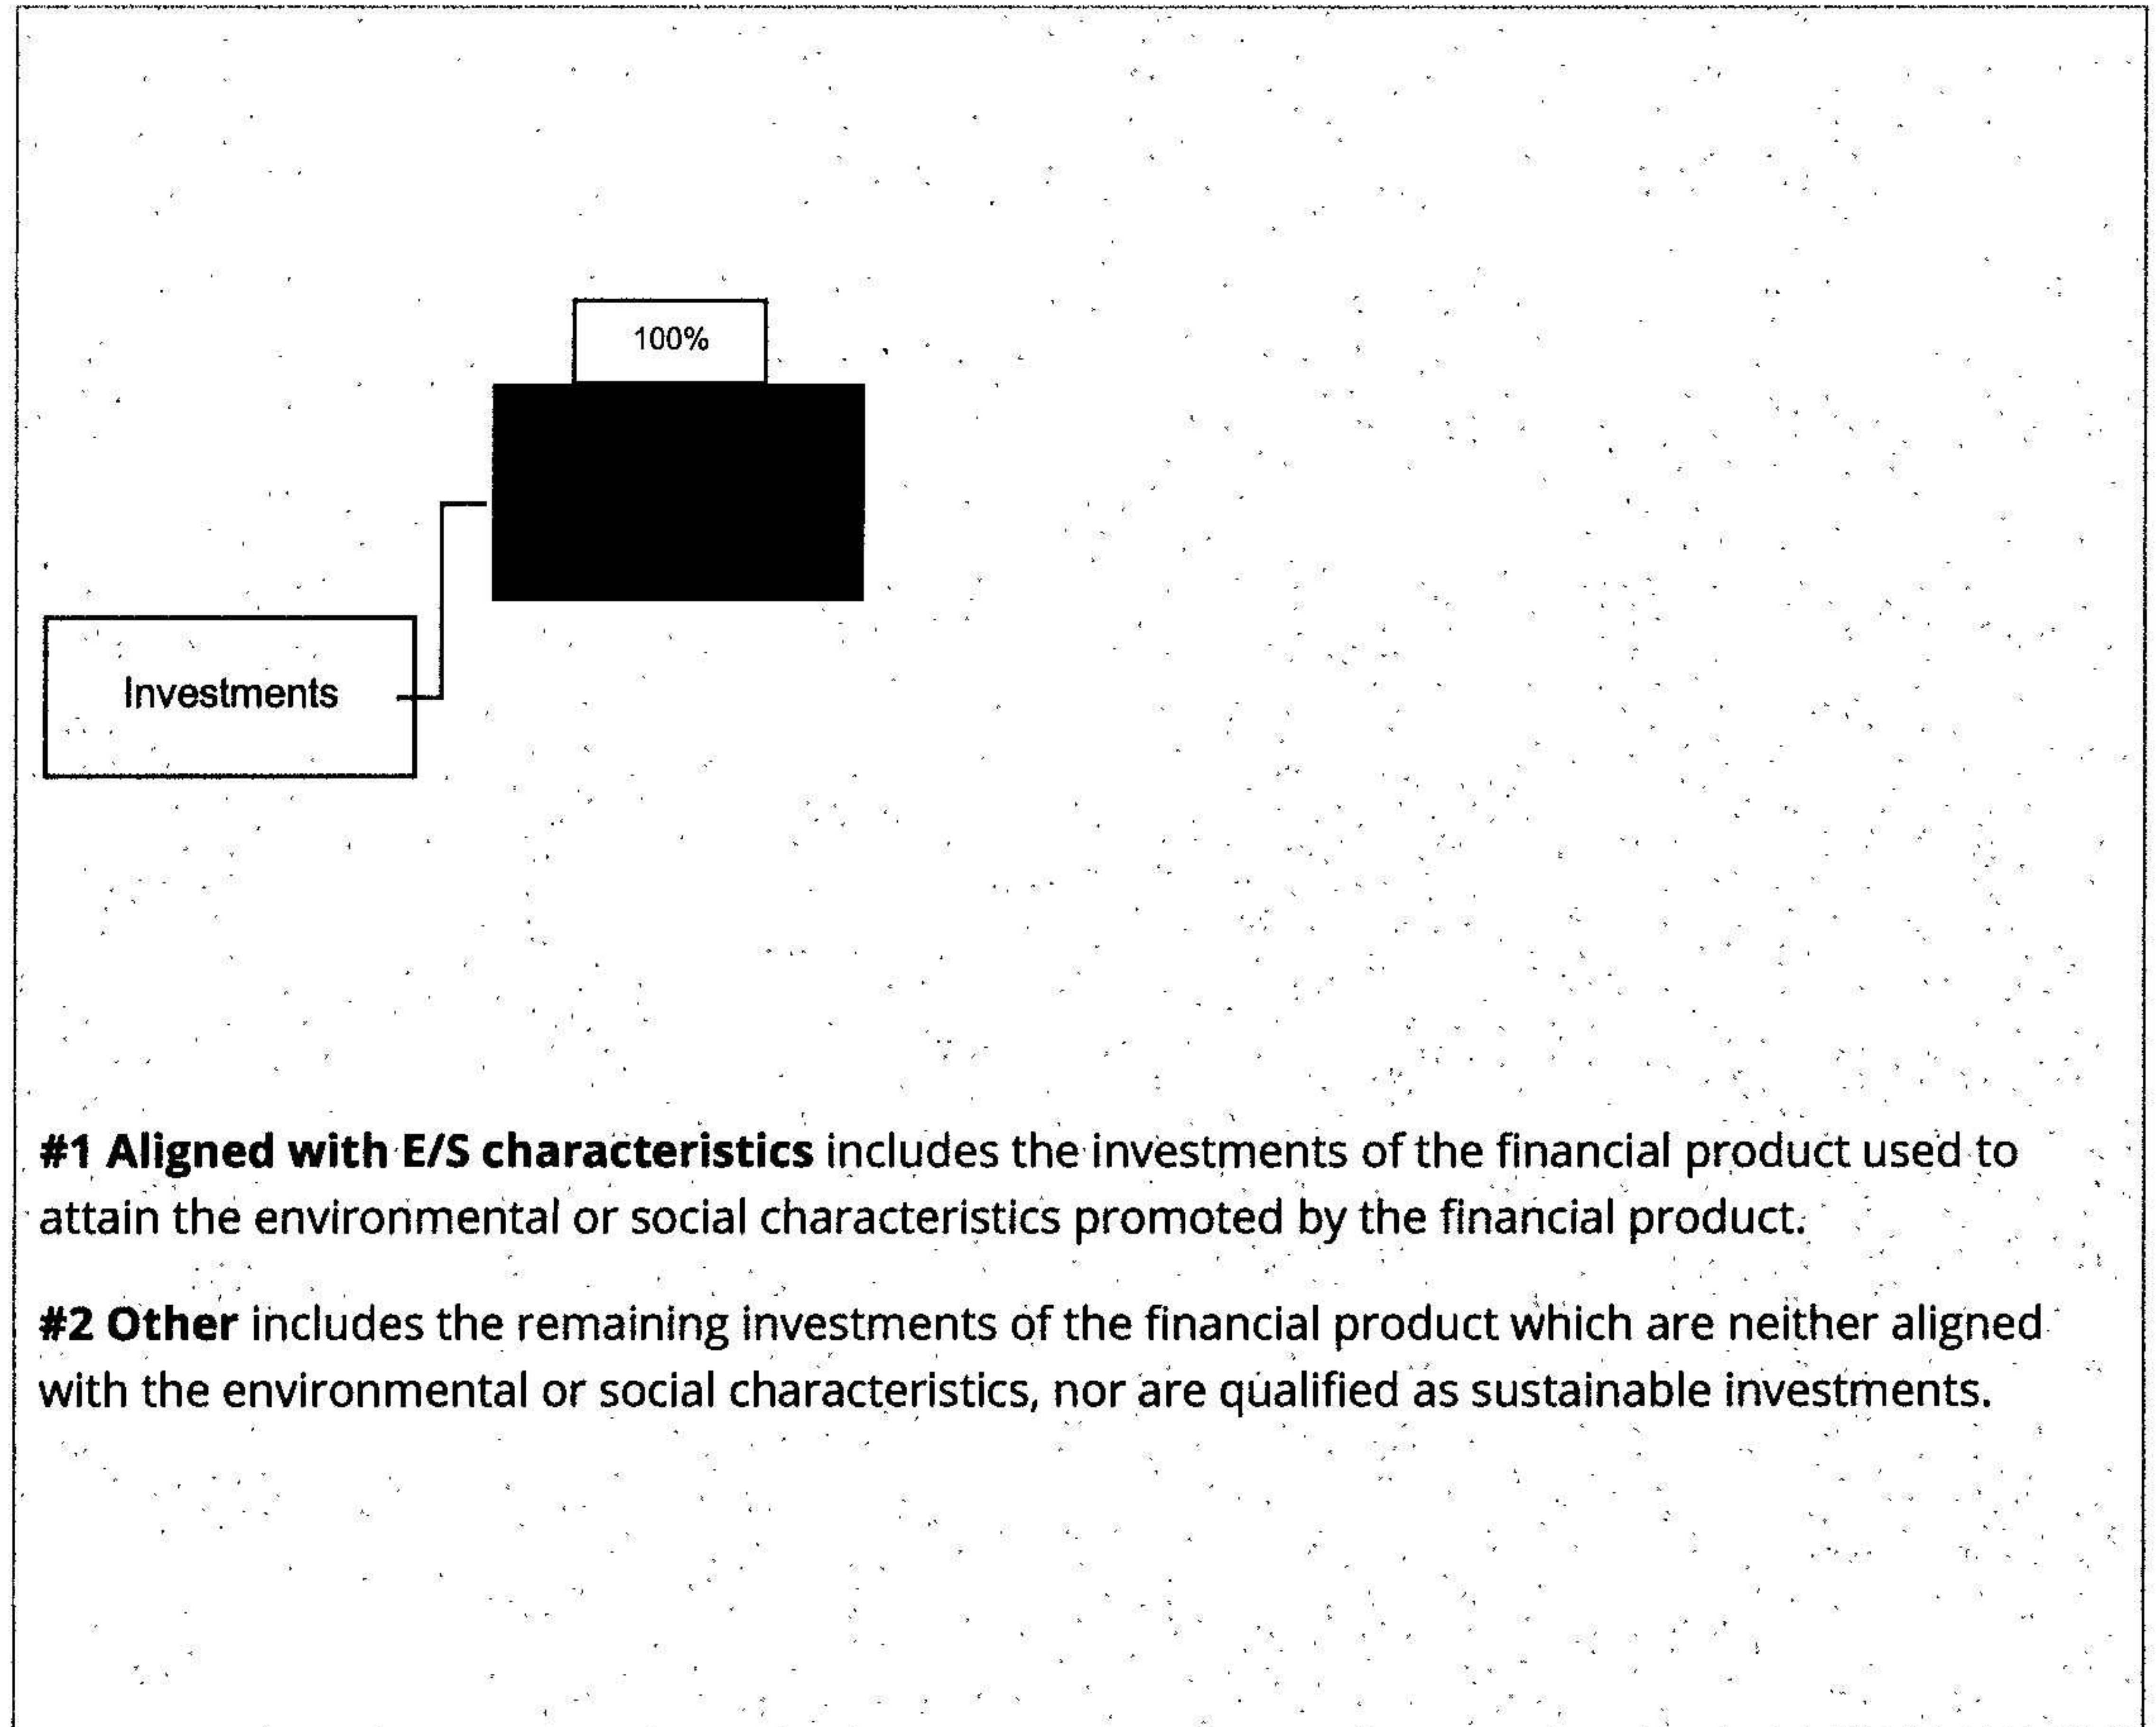 100%
Investments
#1 Aligned with E/S characteristics includes the investments of the financial product used to
attain the environmental or social characteristics promoted by the financial product.
#2 Other includes the remaining investments of the financial product which are neither aligned
with the environmental or social characteristics, nor are qualified as sustainable investments.